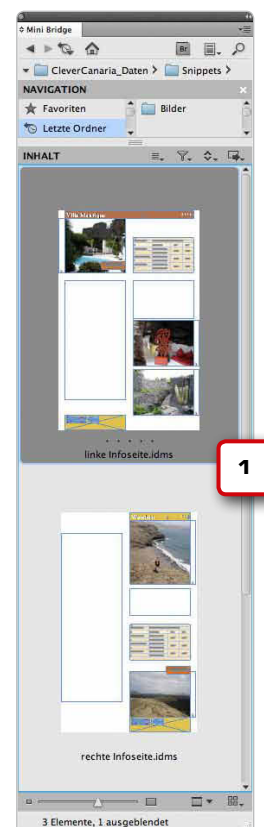 Mini Bridge
Br
CleverCanaria_Daten > Snippets >
NAVIGATION
Favoriten
Bilder
Letzte Ordner
INHALT
linke Infoseite.idms
1
rechte Infoseite.idms
3 Elemente, 1 ausgeblendet